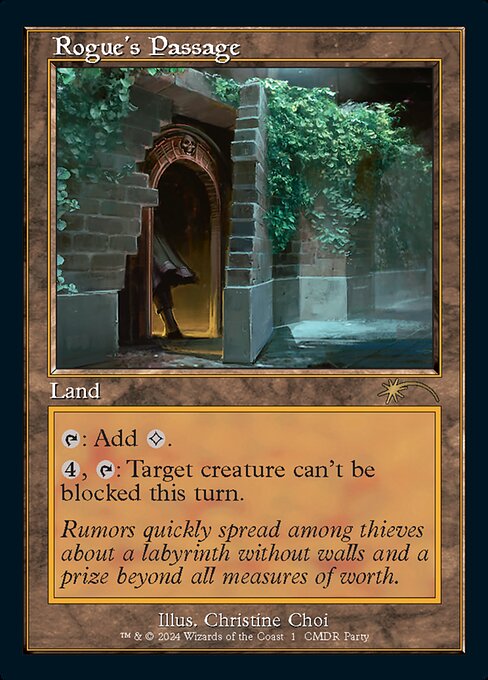 Rogue's Passage
Land
: Add .
4, : Target creature can't be
blocked this turn.
Rumors quickly spread among thieves
about a labyrinth without walls and a
prize beyond all measures of worth.
Illus. Christine Choi
™ & © 2024 Wizards of the Coast 1 CMDR Party